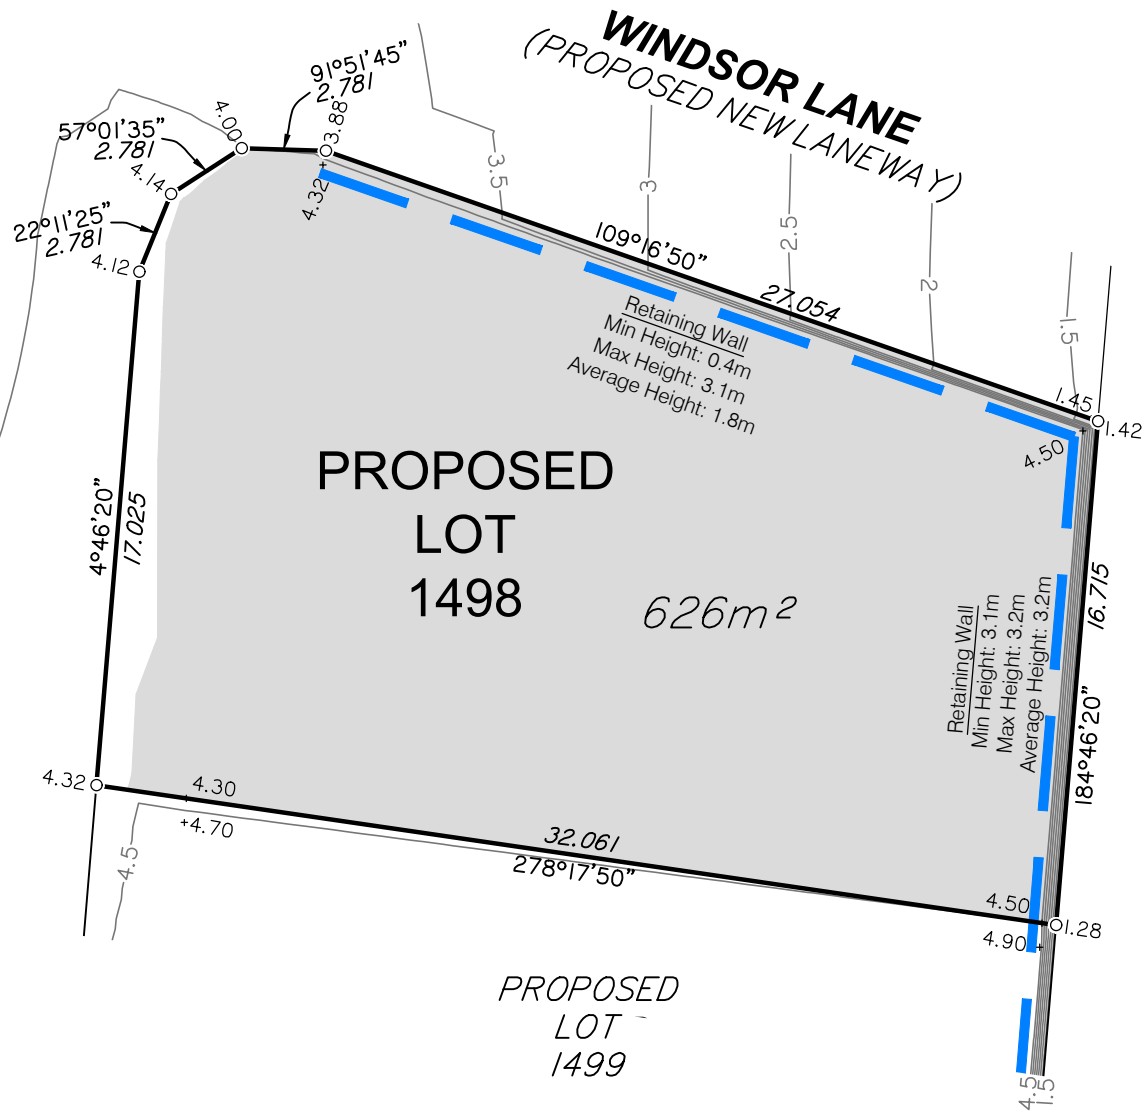 WINDSOR LANE
(PROPOSED NEW LANEWAY)
91°51'45"
2.781
57°01'35"
2.781
22°11'25"
2.781
4.00
3.88
4.14
4.12
4.32
3.5
3
2.5
2
1.5
109°16'50"
27.054
Retaining Wall
Min Height: 0.4m
Max Height: 3.1m
Average Height: 1.8m
1.45
1.42
4.50
PROPOSED
LOT
1498
626m²
4°46'20"
17.025
Retaining Wall
Min Height: 3.1m
Max Height: 3.2m
Average Height: 3.2m
16.715
184°46'20"
4.32
4.30
+4.70
4.5
32.061
278°17'50"
4.50
4.90
1.28
PROPOSED
LOT
1499
4.5
1.5